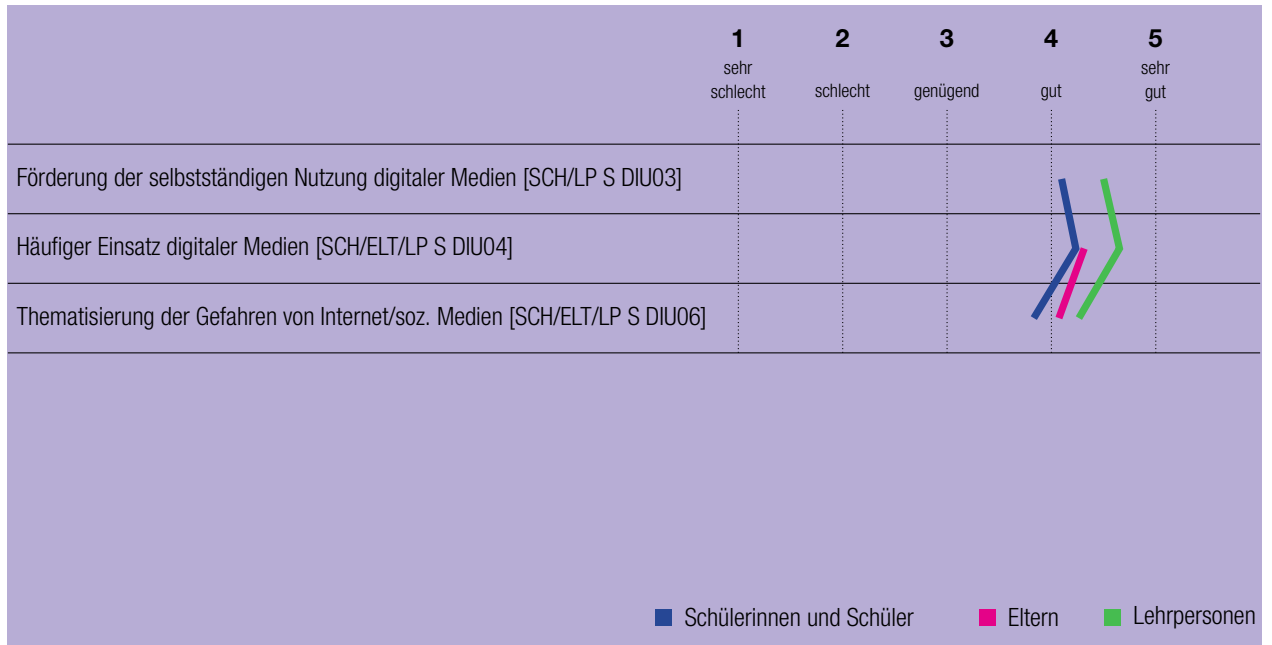 1 2 3 4 5
sehr schlecht schlecht genügend gut sehr gut
Förderung der selbstständigen Nutzung digitaler Medien [SCH/LP S DIU03]
Häufiger Einsatz digitaler Medien [SCH/ELT/LP S DIU04]
Thematisierung der Gefahren von Internet/soz. Medien [SCH/ELT/LP S DIU06]
Schülerinnen und Schüler Eltern Lehrpersonen